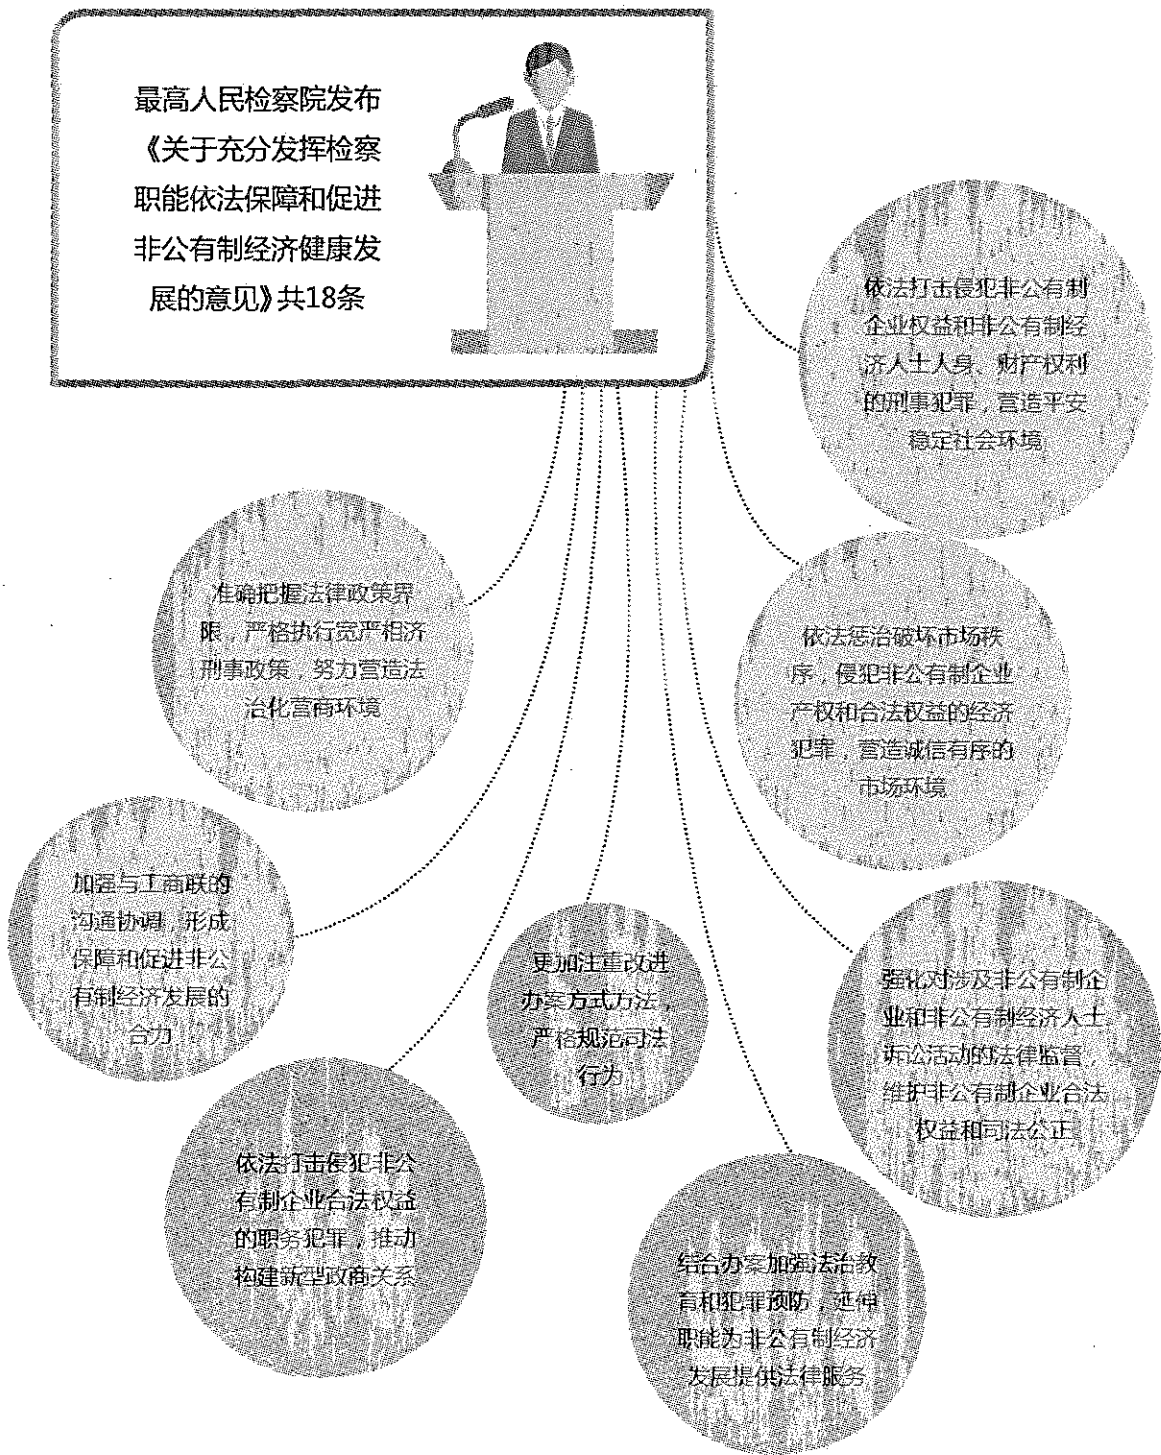 最高人民检察院发布
《关于充分发挥检察
职能依法保障和促进
非公有制经济健康发
展的意见》共18条
依法打击侵犯非公有制
企业权益和非公有制经
济人士人身、财产权利
的刑事犯罪，营造平安
稳定社会环境
准确把握法律政策界
限，严格执行宽严相济
刑事政策，努力营造法
治化营商环境
依法惩治破坏市场秩
序，侵犯非公有制企业
产权和合法权益的经济
犯罪，营造诚信有序的
市场环境
加强与工商联的
沟通协调，形成
保障和促进非公
有制经济发展的
合力
更加注重改进
办案方式方法，
严格规范司法
行为
强化对涉及非公有制企
业和非公有制经济人士
诉讼活动的法律监督，
维护非公有制企业合法
权益和司法公正
依法打击侵犯非公
有制企业合法权益
的职务犯罪，推动
构建新型政商关系
结合办案加强法治教
育和犯罪预防，延伸
职能为非公有制经济
发展提供法律服务